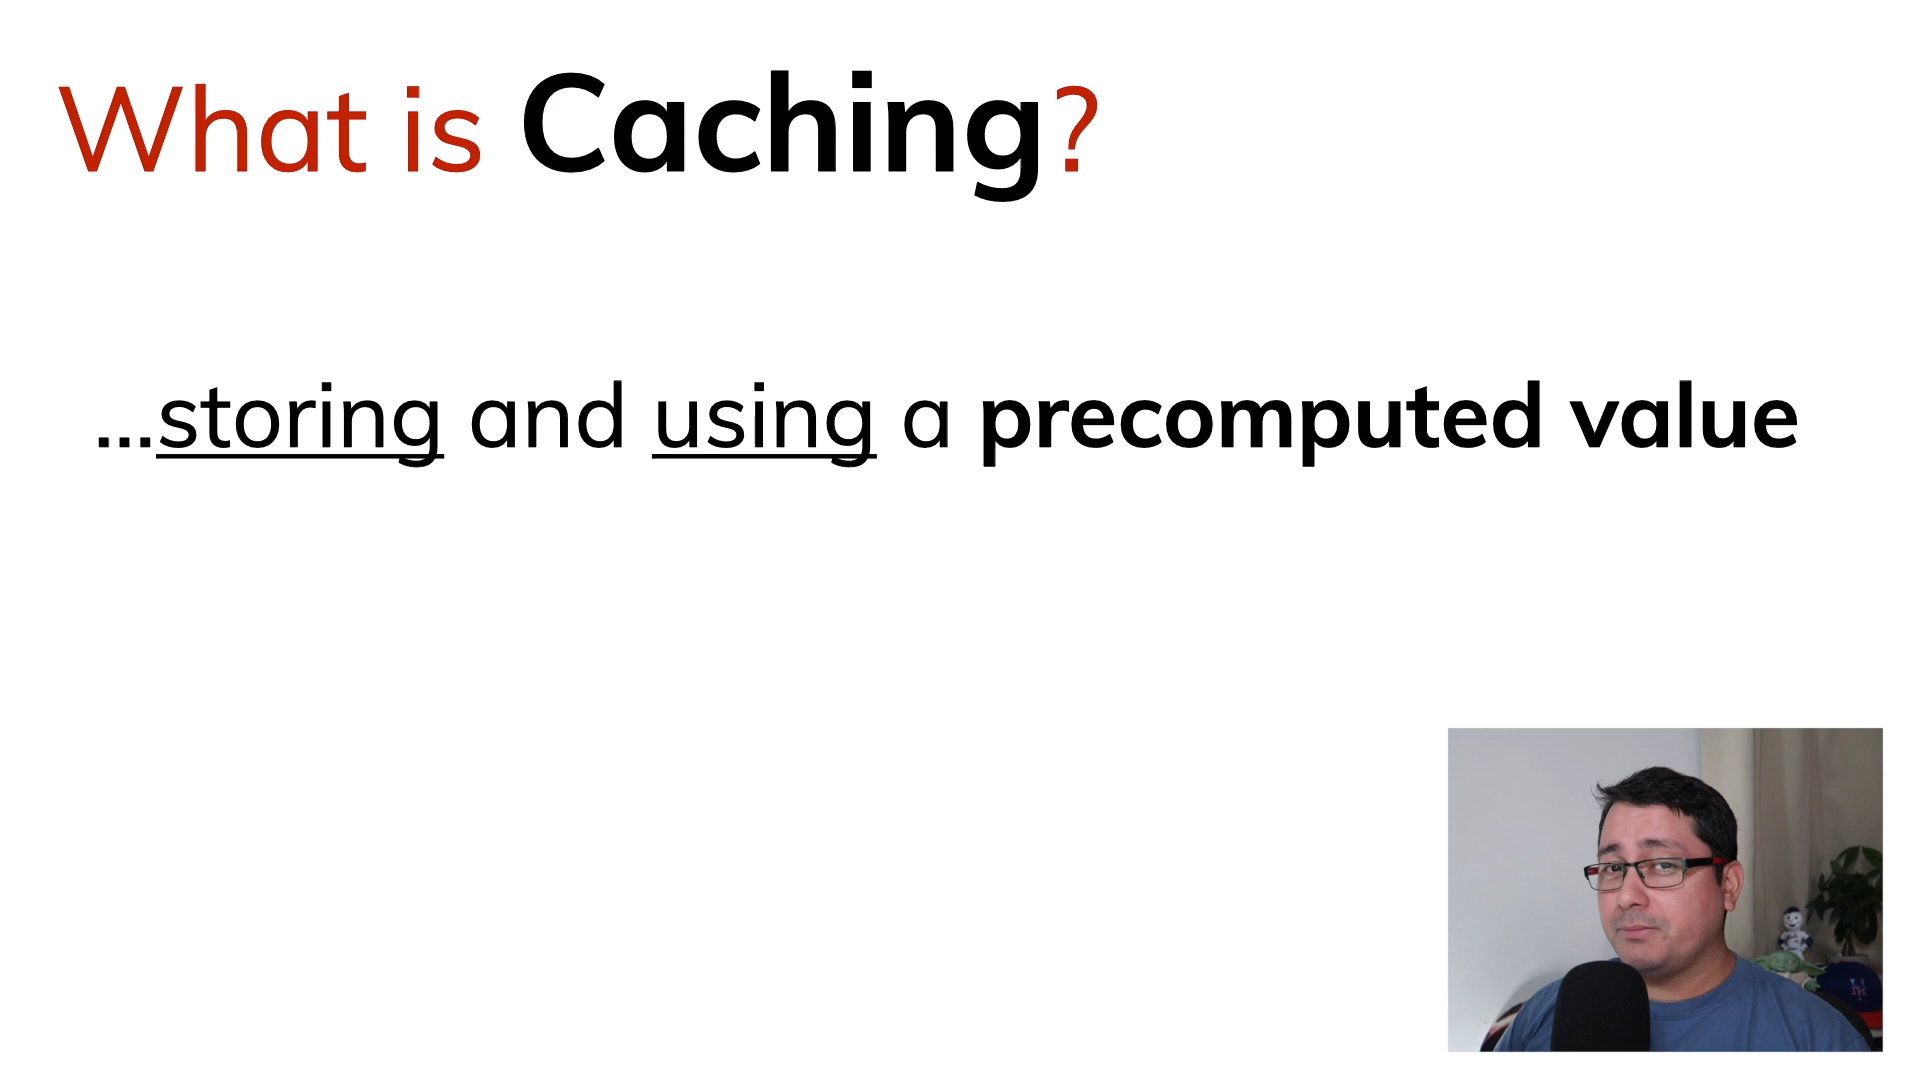 What is Caching?
...storing and using a precomputed value